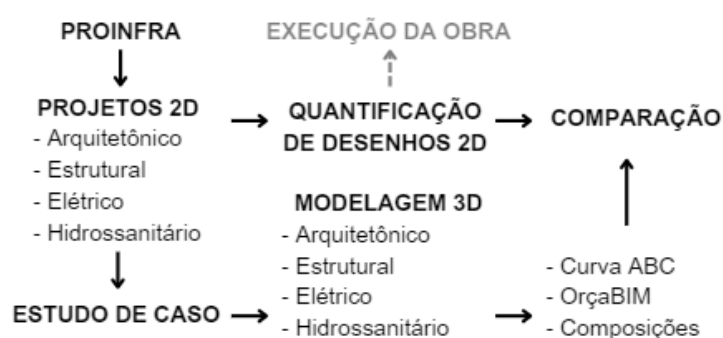 PROINFRA
EXECUÇÃO DA OBRA
PROJETOS 2D
- Arquitetônico
- Estrutural
- Elétrico
- Hidrossanitário
QUANTIFICAÇÃO
DE DESENHOS 2D
COMPARAÇÃO
MODELAGEM 3D
- Arquitetônico
- Estrutural
- Elétrico
- Hidrossanitário
- Curva ABC
- OrçaBIM
- Composições
ESTUDO DE CASO